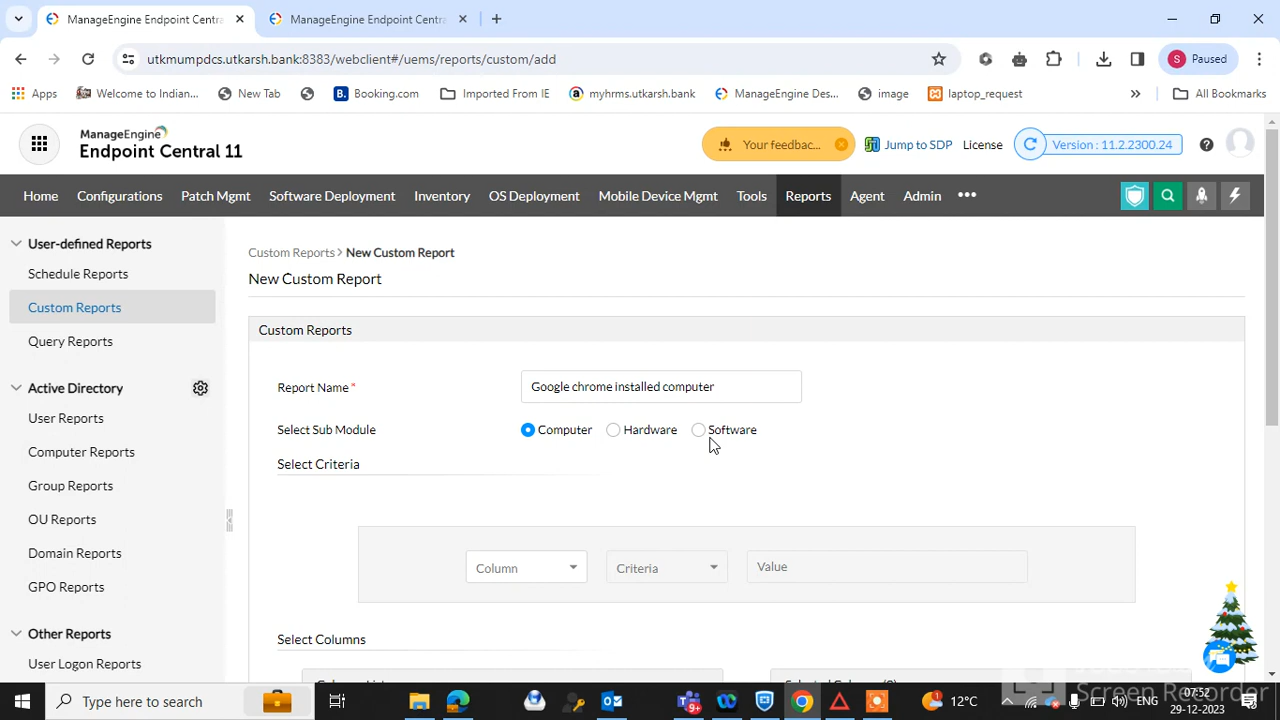 ManageEngine Endpoint Centra
ManageEngine Endpoint Centra
utkmumpdcs.utkarsh.bank:8383/webclient#/uems/reports/custom/add
S Paused
Apps
Welcome to Indian...
New Tab
B. Booking.com
Imported From IE
myhrms.utkarsh.bank
ManageEngine Des...
image
laptop_request
»
All Bookmarks
ManageEngine
Endpoint Central 11
Your feedbac...
Jump to SDP
License
Version : 11.2.2300.24
Home
Configurations
Patch Mgmt
Software Deployment
Inventory
OS Deployment
Mobile Device Mgmt
Tools
Reports
Agent
Admin
User-defined Reports
Schedule Reports
Custom Reports
Query Reports
Active Directory
User Reports
Computer Reports
Group Reports
OU Reports
Domain Reports
GPO Reports
Other Reports
User Logon Reports
Custom Reports > New Custom Report
New Custom Report
Custom Reports
Report Name*
Google chrome installed computer
Select Sub Module
Computer
Hardware
Software
Select Criteria
Column
Criteria
Value
Select Columns
Type here to search
9+
1
12°C
ENG
07:52
29-12-2023
Screen Recorder